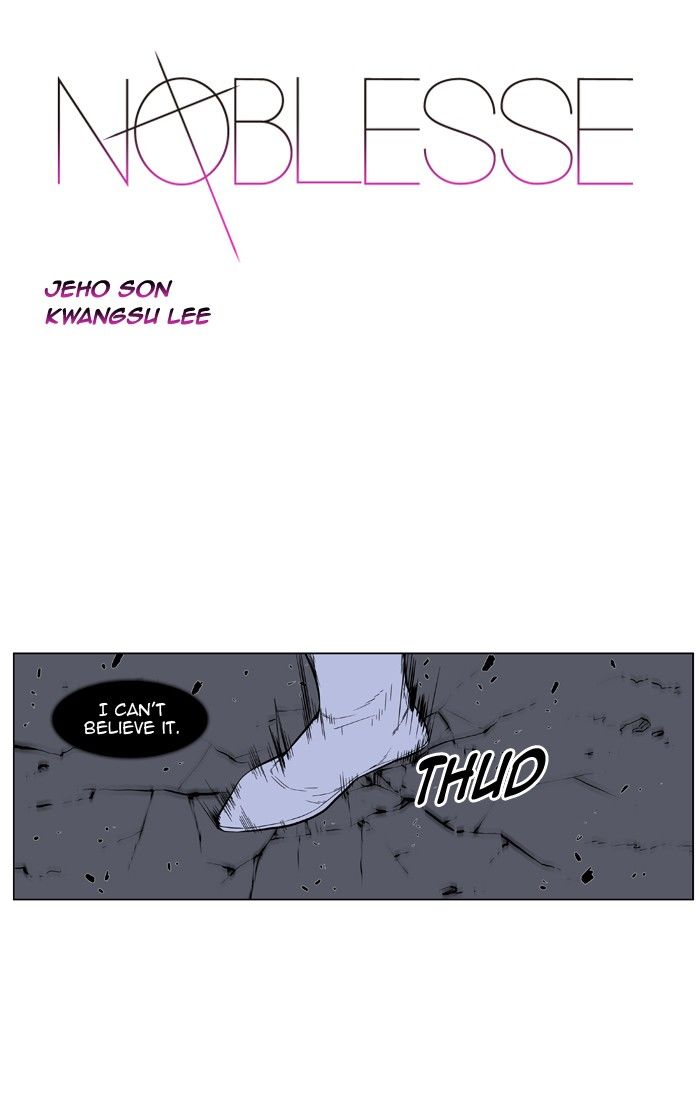 NOBLESSE
JEHO SON
KWANGSU LEE
I CAN'T
BELIEVE IT.
THUD